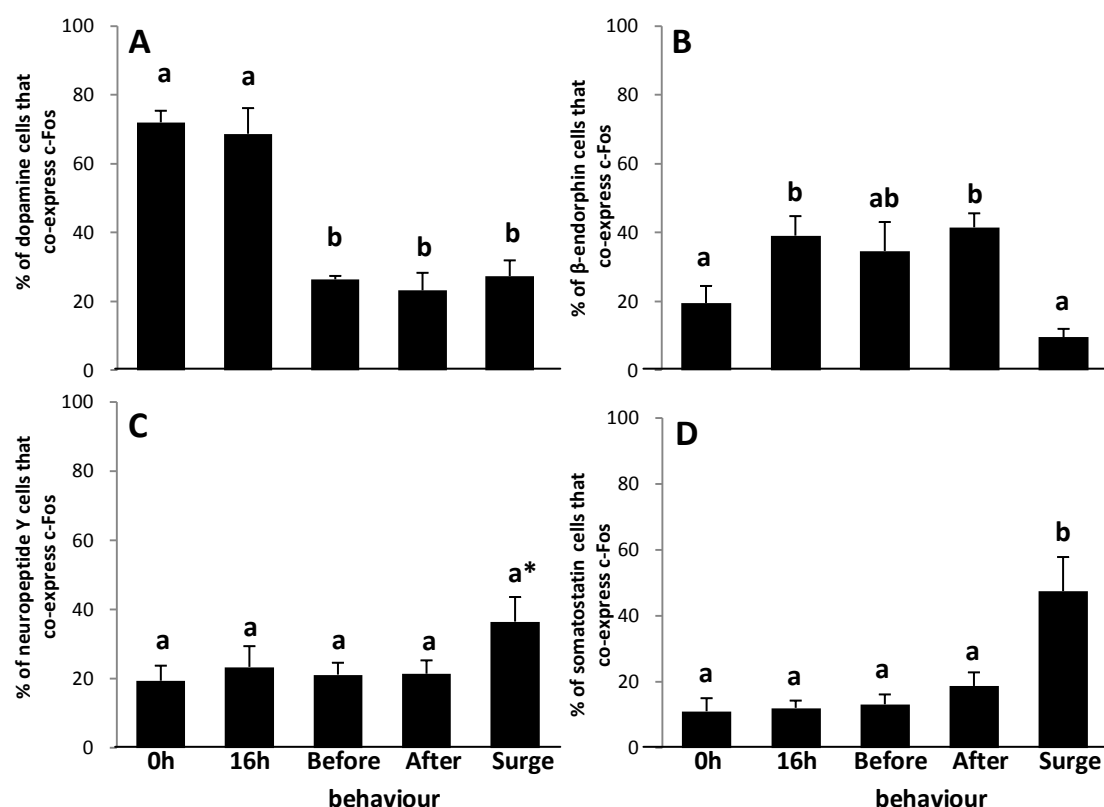 A
% of dopamine cells that
co-express c-Fos
100
80
60
40
20
0
a
a
b
b
b
B
% of β-endorphin cells that
co-express c-Fos
100
80
60
40
20
0
a
b
ab
b
a
C
% of neuropeptide Y cells that
co-express c-Fos
100
80
60
40
20
0
a
a
a
a
a*
0h 16h Before After Surge
behaviour
D
% of somatostatin cells that
co-express c-Fos
100
80
60
40
20
0
a
a
a
a
b
0h 16h Before After Surge
behaviour